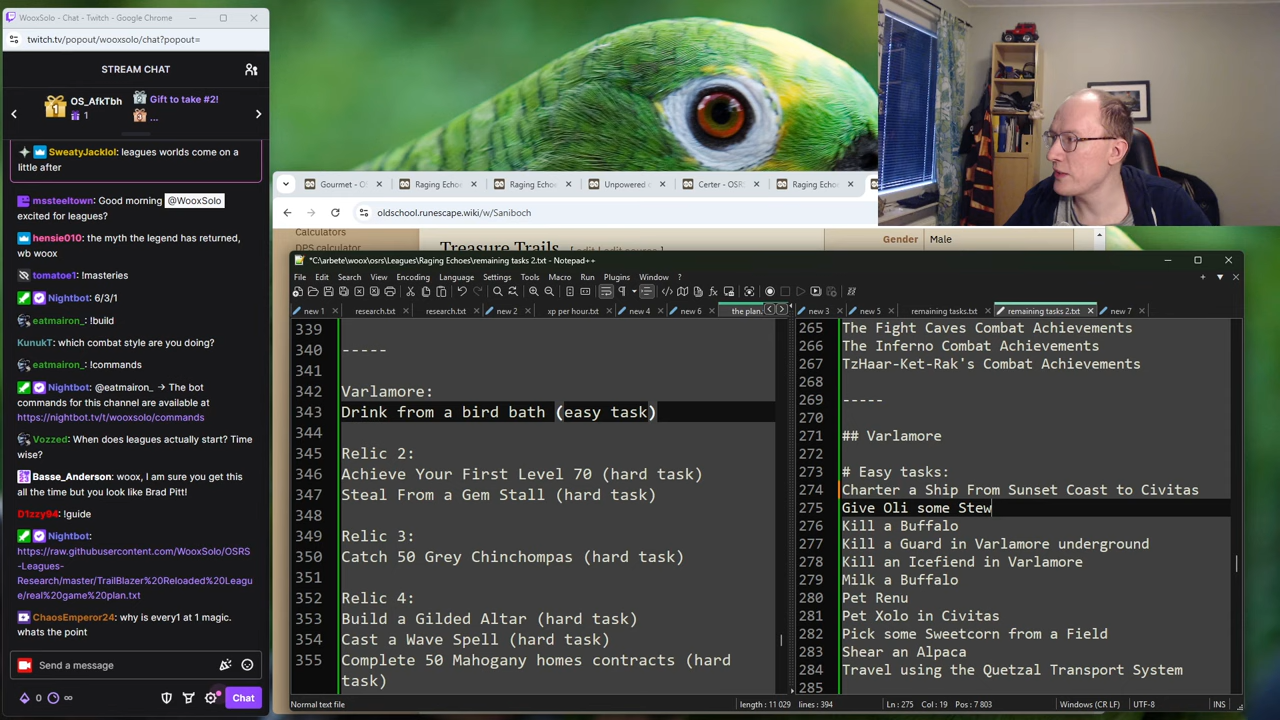 WooxSolo - Chat - Twitch - Google Chrome
twitch.tv/popout/wooxsolo/chat?popout=
STREAM CHAT
OS_AfkTbh
1
Gift to take #2!
...
SweatyJacklol: leagues worlds come on a
little after
mssteeltown: Good morning @WooxSolo
excited for leagues?
hensie010: the myth the legend has returned,
wb woox
tomatoe1: !masteries
Nightbot: 6/3/1
eatmairon_: !build
KunukT: which combat style are you doing?
eatmairon_: !commands
Nightbot: @eatmairon_ → The bot
commands for this channel are available at
https://nightbot.tv/t/wooxsolo/commands
Vozzed: When does leagues actually start? Time
wise?
Basse_Anderson: woox, I am sure you get this
all the time but you look like Brad Pitt!
D1zzy94: !guide
Nightbot:
https://raw.githubusercontent.com/WooxSolo/OSRS
-Leagues-
Research/master/TrailBlazer%20Reloaded%20Leagu
e/real%20game%20plan.txt
ChaosEmperor24: why is every1 at 1 magic.
whats the point
Send a message
0
∞
Chat
Gourmet - O
Raging Echoe
Raging Echoe
Unpowered o
Certer - OSR
Raging Echoe
oldschool.runescape.wiki/w/Saniboch
Calculators
DPS calculator
Treasure Trails [ edit | edit source ]
Gender Male
*C:\arbete\woox\osrs\Leagues\Raging Echoes\remaining tasks 2.txt - Notepad++
File Edit Search View Encoding Language Settings Tools Macro Run Plugins Window ?
new 1 research.txt research.txt new 2 xp per hour.txt new 4 new 6 the plan.
new 3 new 5 remaining tasks.txt remaining tasks 2.txt new 7
339
340 -----
341
342 Varlamore:
343 Drink from a bird bath (easy task)
344
345 Relic 2:
346 Achieve Your First Level 70 (hard task)
347 Steal From a Gem Stall (hard task)
348
349 Relic 3:
350 Catch 50 Grey Chinchompas (hard task)
351
352 Relic 4:
353 Build a Gilded Altar (hard task)
354 Cast a Wave Spell (hard task)
355 Complete 50 Mahogany homes contracts (hard
task)
265 The Fight Caves Combat Achievements
266 The Inferno Combat Achievements
267 TzHaar-Ket-Rak's Combat Achievements
268
269 -----
270
271 ## Varlamore
272
273 # Easy tasks:
274 Charter a Ship From Sunset Coast to Civitas
275 Give Oli some Stew
276 Kill a Buffalo
277 Kill a Guard in Varlamore underground
278 Kill an Icefiend in Varlamore
279 Milk a Buffalo
280 Pet Renu
281 Pet Xolo in Civitas
282 Pick some Sweetcorn from a Field
283 Shear an Alpaca
284 Travel using the Quetzal Transport System
285
Normal text file
length : 11 029 lines : 394
Ln : 275 Col : 19 Pos : 7 803
Windows (CR LF)
UTF-8
INS